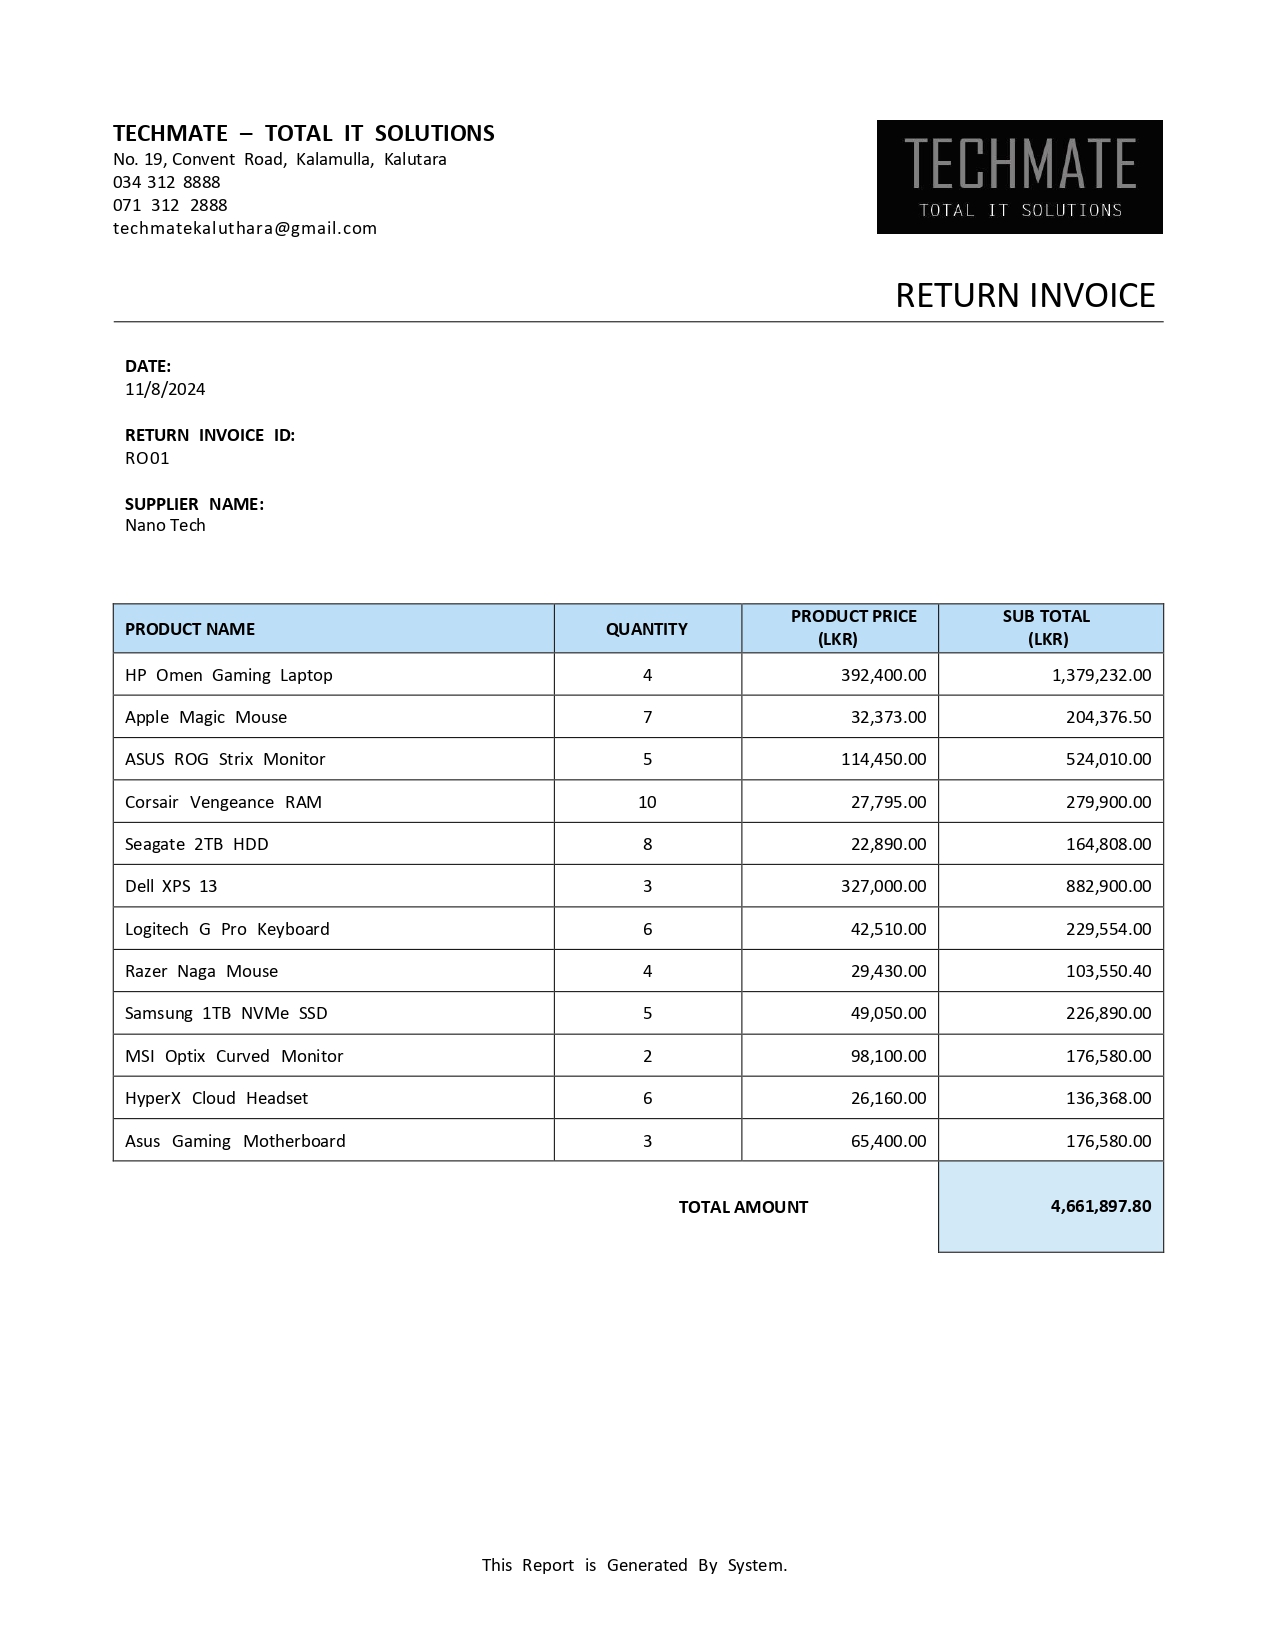 TECHMATE – TOTAL IT SOLUTIONS
No. 19, Convent Road, Kalamulla, Kalutara
034 312 8888
071 312 2888
techmatekaluthara@gmail.com
TECHMATE
TOTAL IT SOLUTIONS
RETURN INVOICE
DATE:
11/8/2024
RETURN INVOICE ID:
RO01
SUPPLIER NAME:
Nano Tech
PRODUCT NAME QUANTITY PRODUCT PRICE (LKR) SUB TOTAL (LKR)
HP Omen Gaming Laptop 4 392,400.00 1,379,232.00
Apple Magic Mouse 7 32,373.00 204,376.50
ASUS ROG Strix Monitor 5 114,450.00 524,010.00
Corsair Vengeance RAM 10 27,795.00 279,900.00
Seagate 2TB HDD 8 22,890.00 164,808.00
Dell XPS 13 3 327,000.00 882,900.00
Logitech G Pro Keyboard 6 42,510.00 229,554.00
Razer Naga Mouse 4 29,430.00 103,550.40
Samsung 1TB NVMe SSD 5 49,050.00 226,890.00
MSI Optix Curved Monitor 2 98,100.00 176,580.00
HyperX Cloud Headset 6 26,160.00 136,368.00
Asus Gaming Motherboard 3 65,400.00 176,580.00
TOTAL AMOUNT 4,661,897.80
This Report is Generated By System.